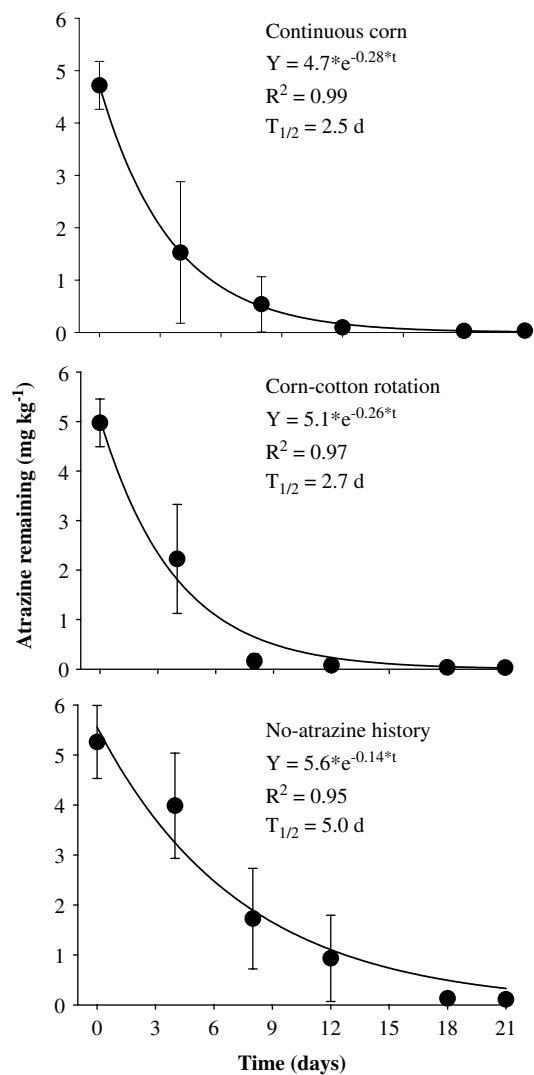 6
5
4
3
2
1
0
Continuous corn
Y = 4.7*e^-0.28*t
R^2 = 0.99
T_1/2 = 2.5 d
Atrazine remaining (mg kg^-1)
6
5
4
3
2
1
0
Corn-cotton rotation
Y = 5.1*e^-0.26*t
R^2 = 0.97
T_1/2 = 2.7 d
6
5
4
3
2
1
0
No-atrazine history
Y = 5.6*e^-0.14*t
R^2 = 0.95
T_1/2 = 5.0 d
0 3 6 9 12 15 18 21
Time (days)